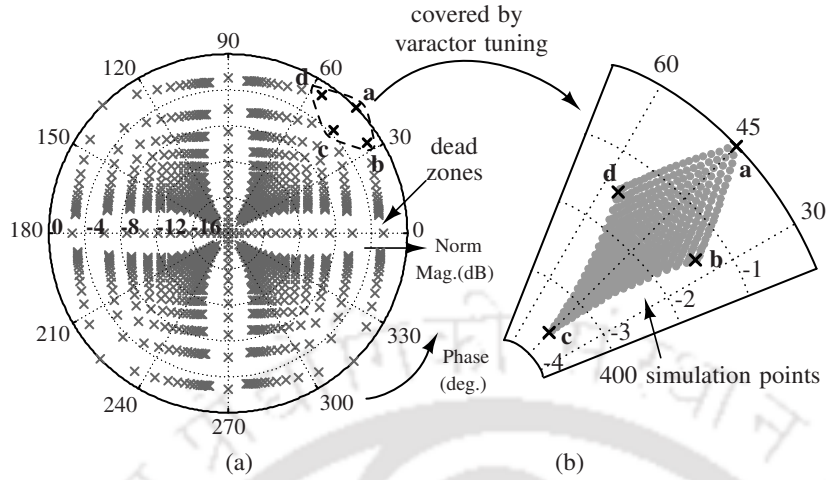 covered by
varactor tuning
90
120
60
d
a
150
30
c
b
dead
zones
180
0
-4
-8
-12
-16
0
Norm
Mag.(dB)
210
330
Phase
(deg.)
240
300
270
(a)
60
45
a
d
30
b
-1
-2
c
-3
-4
400 simulation points
(b)